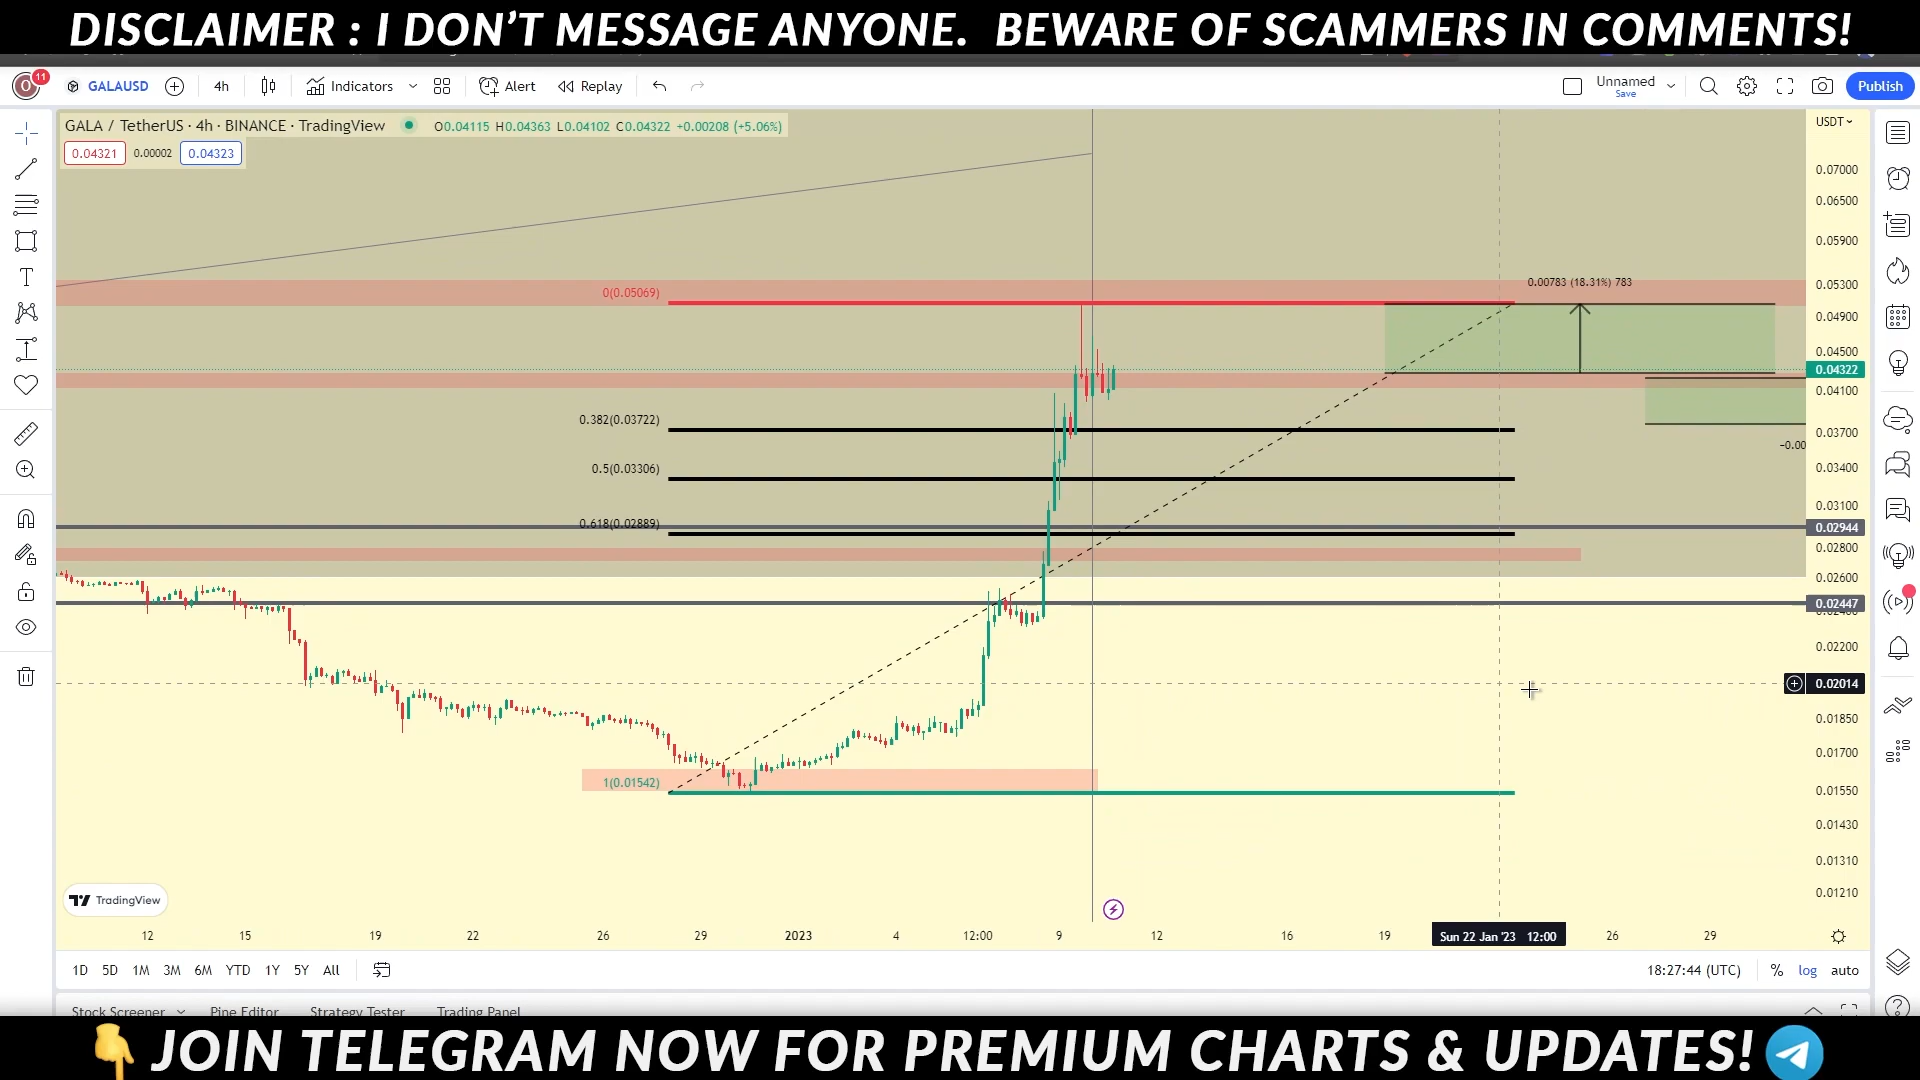 DISCLAIMER : I DON'T MESSAGE ANYONE. BEWARE OF SCAMMERS IN COMMENTS!
O 11 GALAUSD 4h Indicators Alert Replay Unnamed Save Publish
GALA / TetherUS · 4h · BINANCE · TradingView O0.04115 H0.04363 L0.04102 C0.04322 +0.00208 (+5.06%) USDT
0.04321 0.00002 0.04323
0.07000
0.06500
0.05900
0(0.05069) 0.00783 (18.31%) 783 0.05300
0.04900
0.04500
0.04322
0.04100
0.382(0.03722) 0.03700
-0.00
0.5(0.03306) 0.03400
0.03100
0.618(0.02889) 0.02944
0.02800
0.02600
0.02447
0.02200
0.02014
0.01850
0.01700
1(0.01542) 0.01550
0.01430
0.01310
TradingView 0.01210
12 15 19 22 26 29 2023 4 12:00 9 12 16 19 Sun 22 Jan '23 12:00 26 29
1D 5D 1M 3M 6M YTD 1Y 5Y All 18:27:44 (UTC) % log auto
Stock Screener Pine Editor Strategy Tester Trading Panel
JOIN TELEGRAM NOW FOR PREMIUM CHARTS & UPDATES!